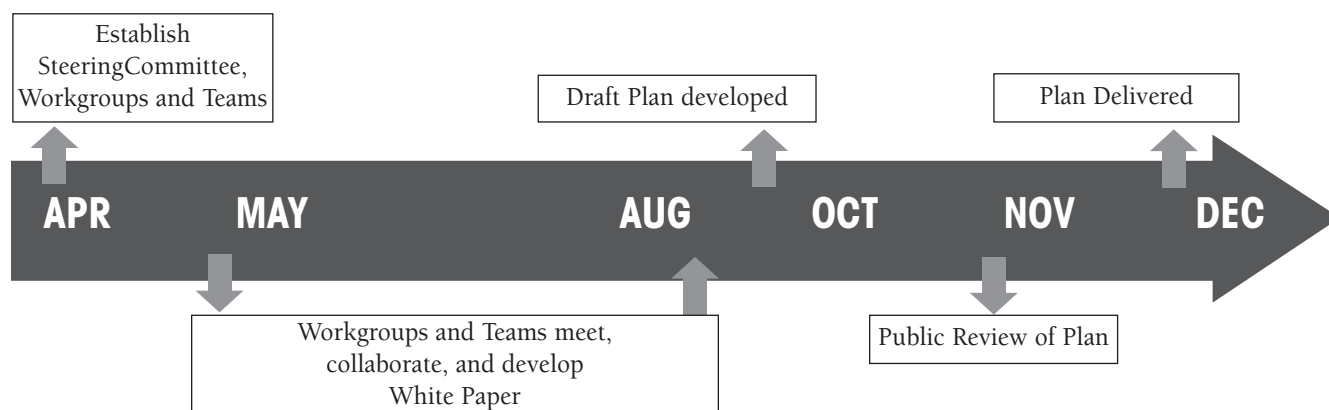 Establish
SteeringCommittee,
Workgroups and Teams
Draft Plan developed
Plan Delivered
APR MAY AUG OCT NOV DEC
Workgroups and Teams meet,
collaborate, and develop
White Paper
Public Review of Plan